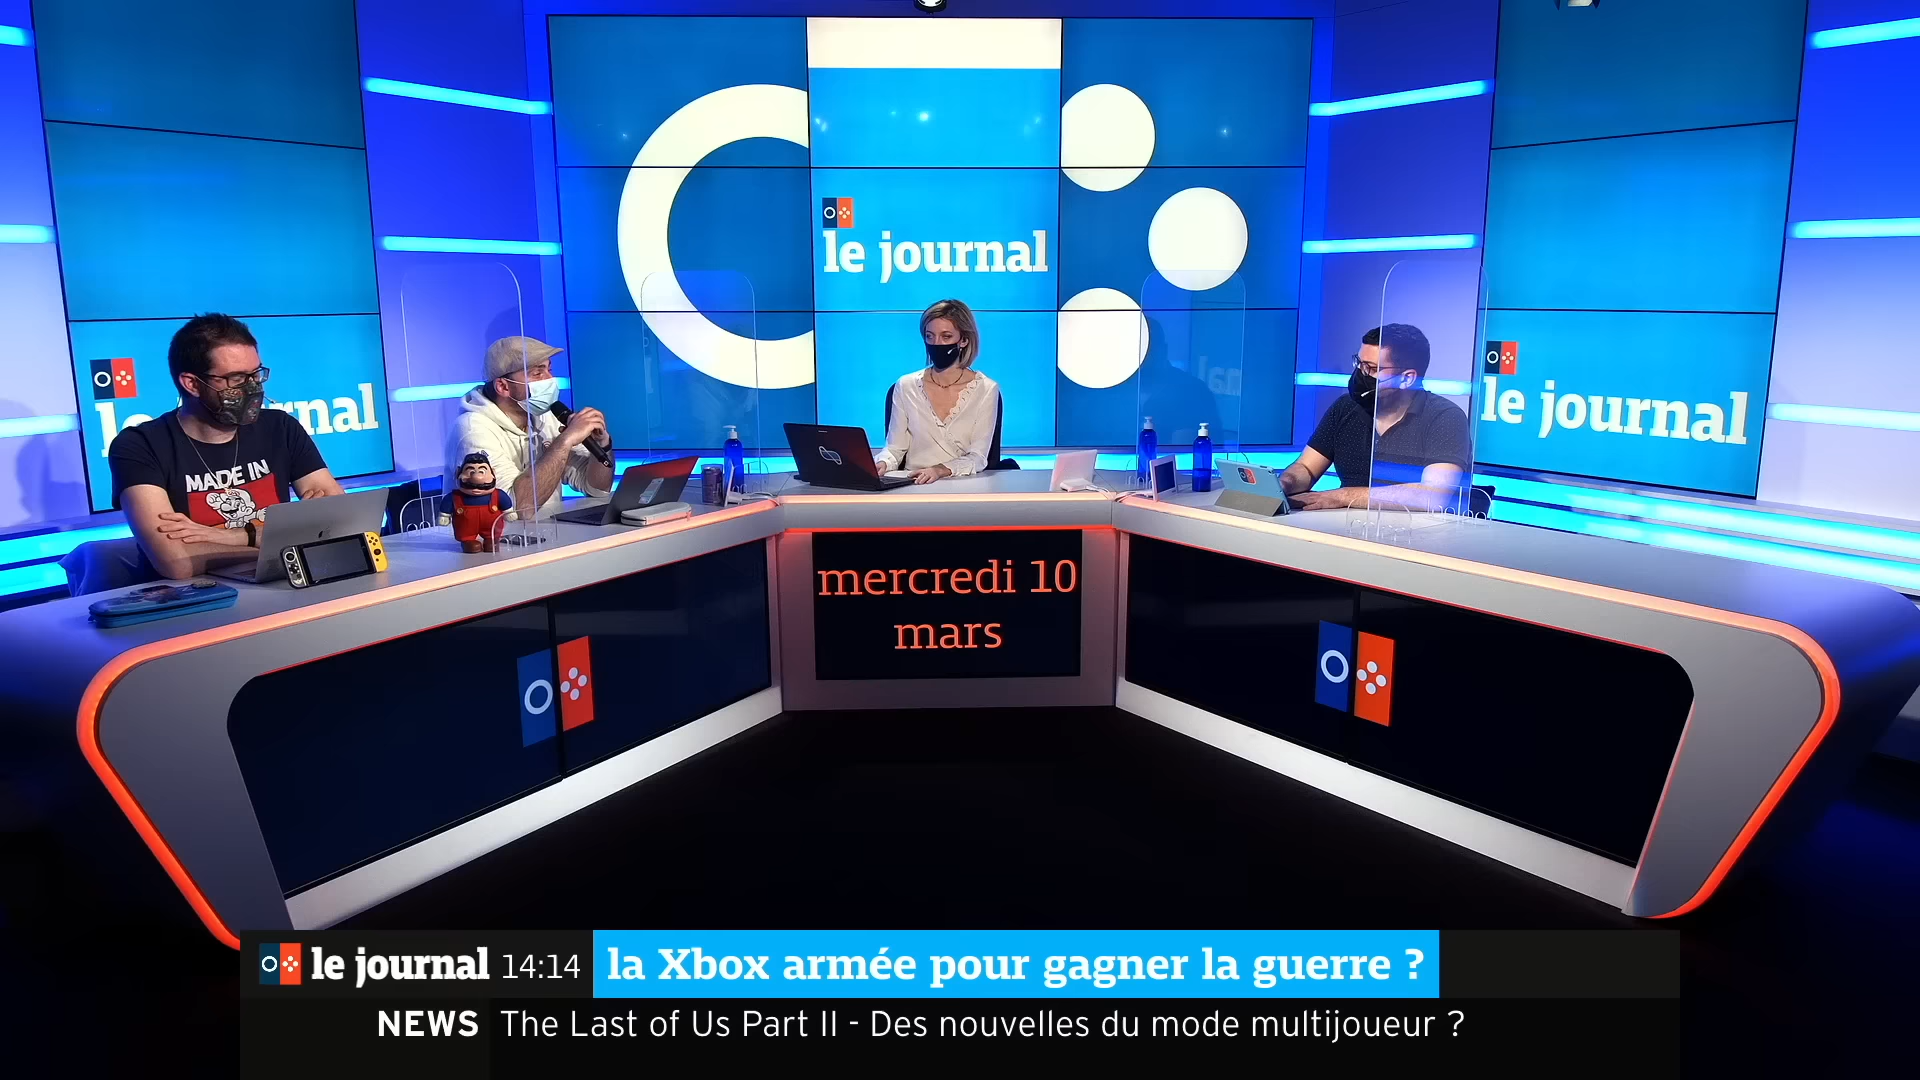 le journal
le journal
le journal
MADE IN
mercredi 10
mars
le journal 14:14 la Xbox armée pour gagner la guerre ?
NEWS The Last of Us Part II - Des nouvelles du mode multijoueur ?